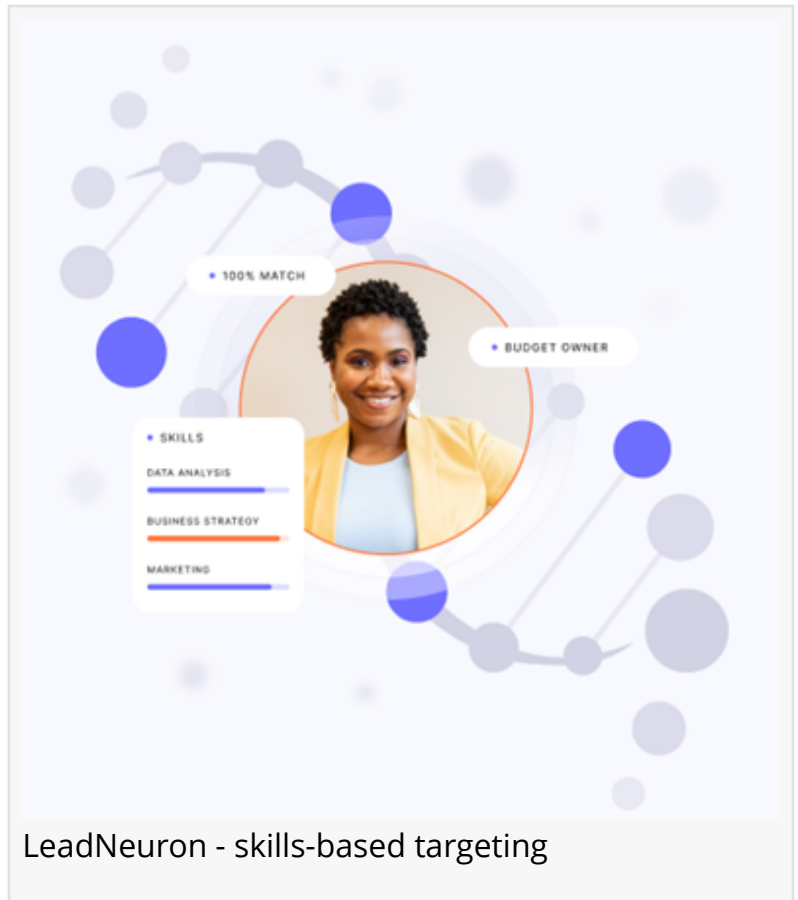 100% MATCH
BUDGET OWNER
SKILLS
DATA ANALYSIS
BUSINESS STRATEGY
MARKETING
LeadNeuron - skills-based targeting